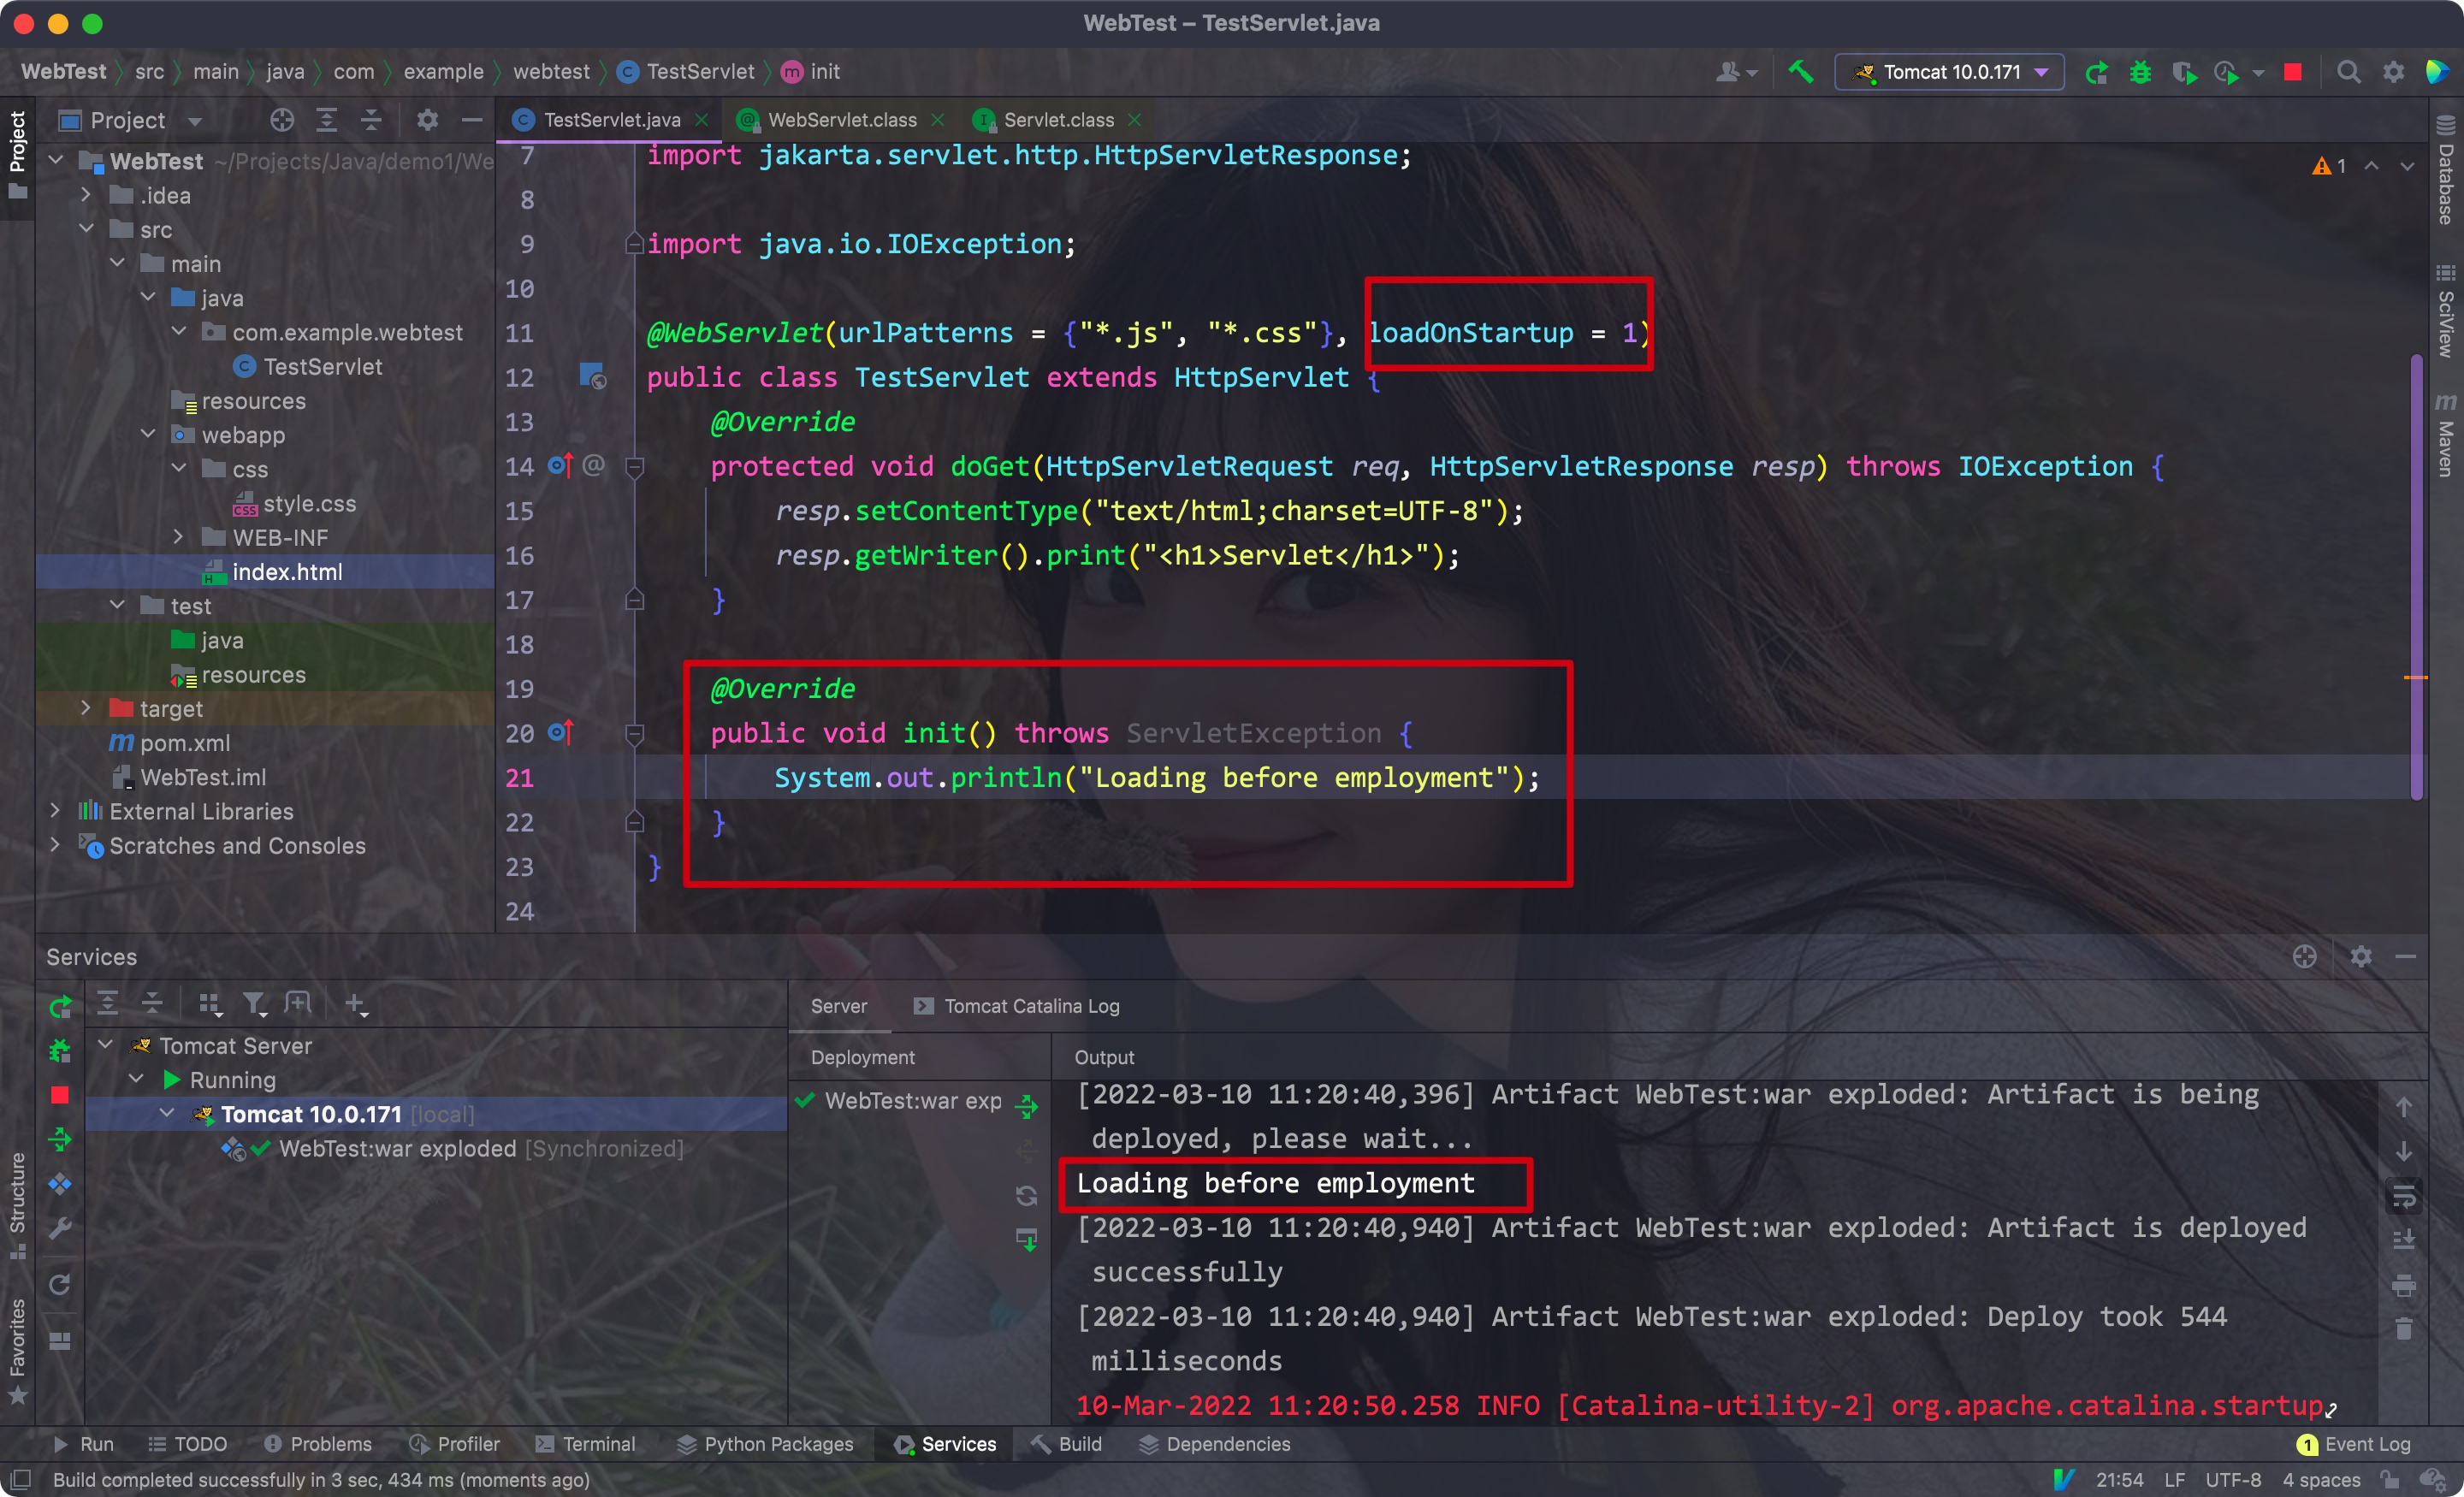 WebTest – TestServlet.java
WebTest src main java com example webtest TestServlet init
Tomcat 10.0.171
Project
TestServlet.java
WebServlet.class
Servlet.class
Project
WebTest ~/Projects/Java/demo1/We
.idea
src
main
java
com.example.webtest
TestServlet
resources
webapp
css
style.css
WEB-INF
index.html
test
java
resources
target
pom.xml
WebTest.iml
External Libraries
Scratches and Consoles
7 import jakarta.servlet.http.HttpServletResponse;
8
9 import java.io.IOException;
10
11 @WebServlet(urlPatterns = {"*.js", "*.css"}, loadOnStartup = 1)
12 public class TestServlet extends HttpServlet {
13 @Override
14 protected void doGet(HttpServletRequest req, HttpServletResponse resp) throws IOException {
15 resp.setContentType("text/html;charset=UTF-8");
16 resp.getWriter().print("<h1>Servlet</h1>");
17 }
18
19 @Override
20 public void init() throws ServletException {
21 System.out.println("Loading before employment");
22 }
23 }
24
1
Database
SciView
Maven
Services
Server
Tomcat Catalina Log
Tomcat Server
Running
Tomcat 10.0.171 [local]
WebTest:war exploded [Synchronized]
Deployment
WebTest:war exp
Output
[2022-03-10 11:20:40,396] Artifact WebTest:war exploded: Artifact is being
deployed, please wait...
Loading before employment
[2022-03-10 11:20:40,940] Artifact WebTest:war exploded: Artifact is deployed
successfully
[2022-03-10 11:20:40,940] Artifact WebTest:war exploded: Deploy took 544
milliseconds
10-Mar-2022 11:20:50.258 INFO [Catalina-utility-2] org.apache.catalina.startup.
Structure
Favorites
Run TODO Problems Profiler Terminal Python Packages Services Build Dependencies
1 Event Log
Build completed successfully in 3 sec, 434 ms (moments ago)
21:54 LF UTF-8 4 spaces